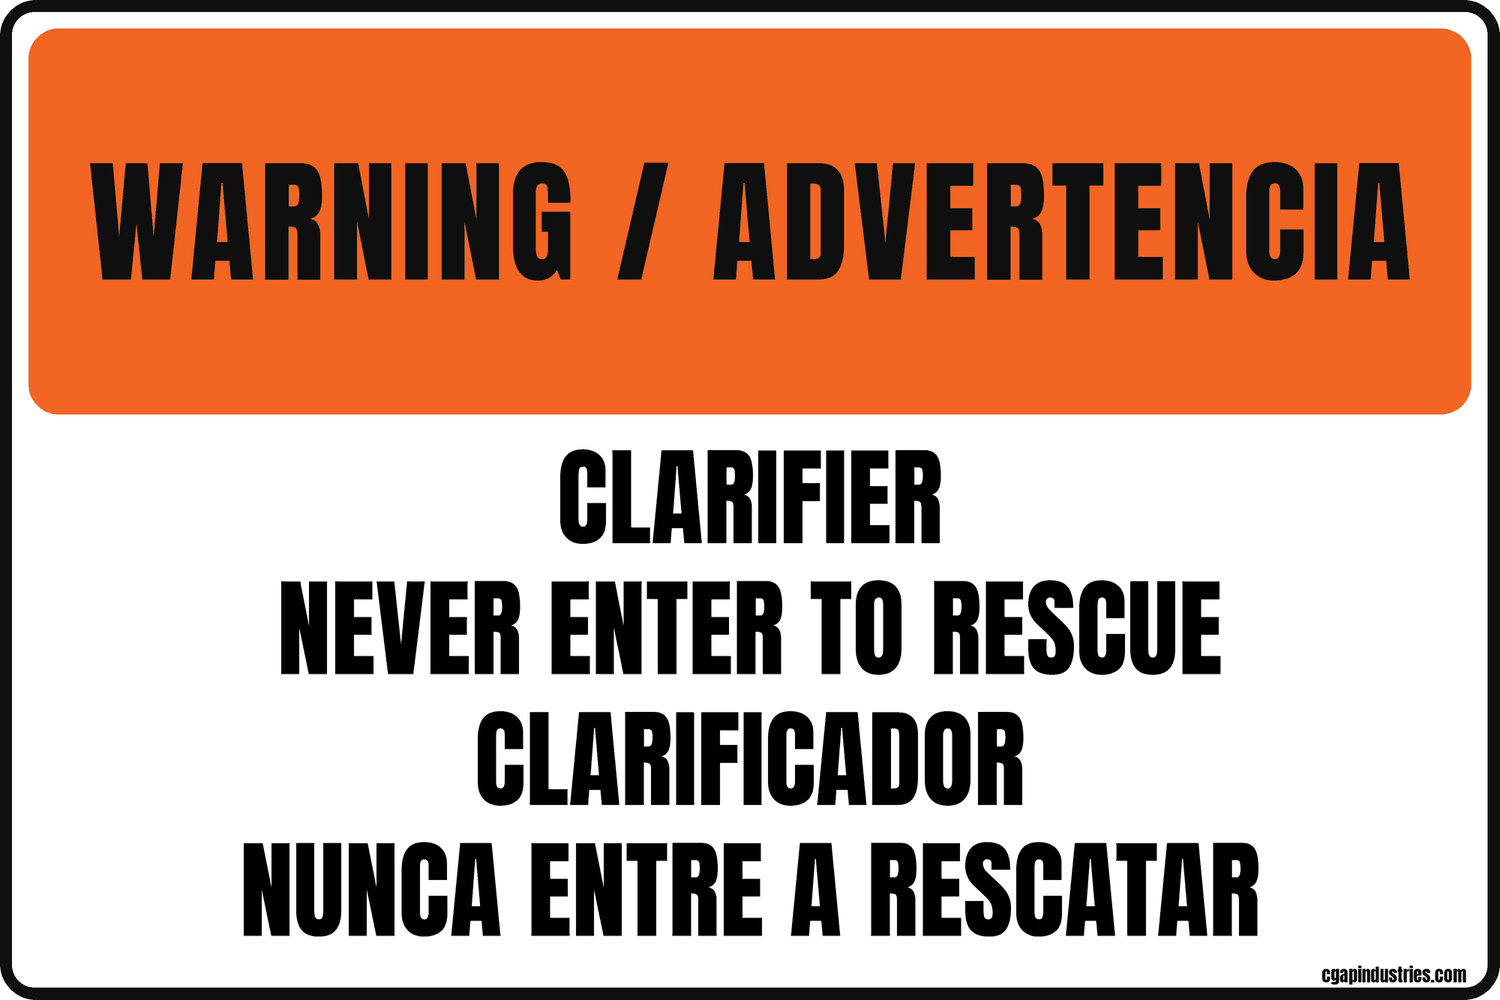 WARNING / ADVERTENCIA
CLARIFIER
NEVER ENTER TO RESCUE
CLARIFICADOR
NUNCA ENTRE A RESCATAR
cgapindustries.com